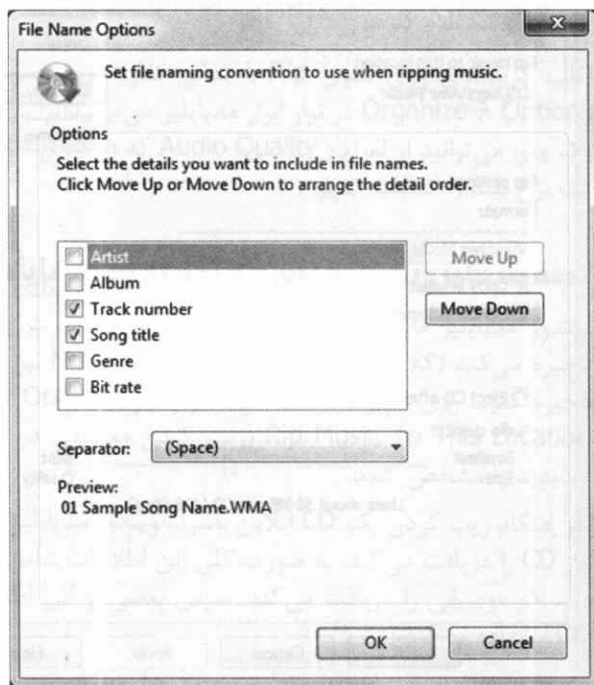 File Name Options
Set file naming convention to use when ripping music.
Options
Select the details you want to include in file names.
Click Move Up or Move Down to arrange the detail order.
Artist
Album
Track number
Song title
Genre
Bit rate
Move Up
Move Down
Separator: (Space)
Preview:
01 Sample Song Name.WMA
OK
Cancel